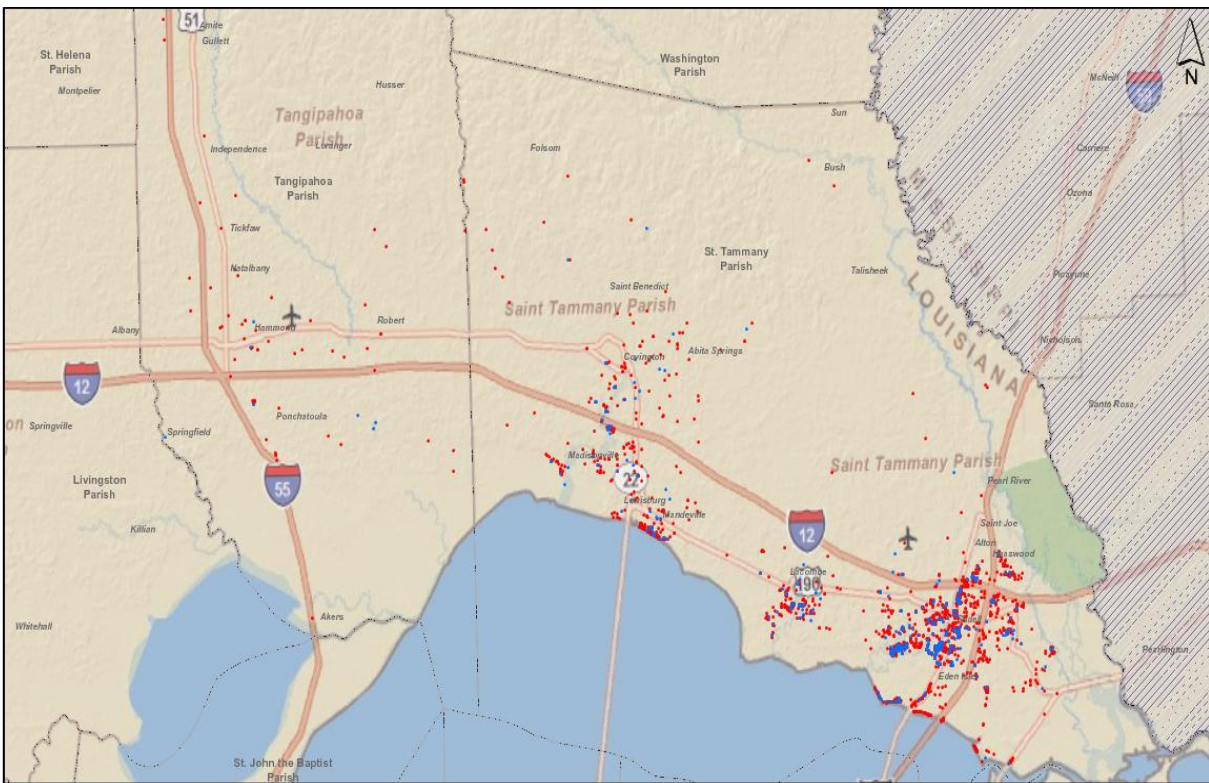 51
Amite
Gullett
N
St. Helena
Parish
Montpelier
Husser
Washington
Parish
McNeill
Sun
Tangipahoa
Parish
Loranger
Independence
Folsom
Bush
Carriere
Tangipahoa
Parish
Ozona
MISSISSIPPI
LOUISIANA
Tickfaw
St. Tammany
Parish
Natalbany
Talisheek
Picayune
Saint Benedict
Saint Tammany Parish
Albany
Hammond
Robert
Nicholson
Covington
Abita Springs
12
Santa Rosa
Springville
Springfield
Ponchatoula
Madisonville
Saint Tammany Parish
Livingston
Parish
55
22
Pearl River
Lewisburg
Mandeville
Killian
12
Saint Joe
Alton
Haaswood
Lacombe
190
Akers
Whitehall
Slidell
Pearlington
St. John the Baptist
Parish